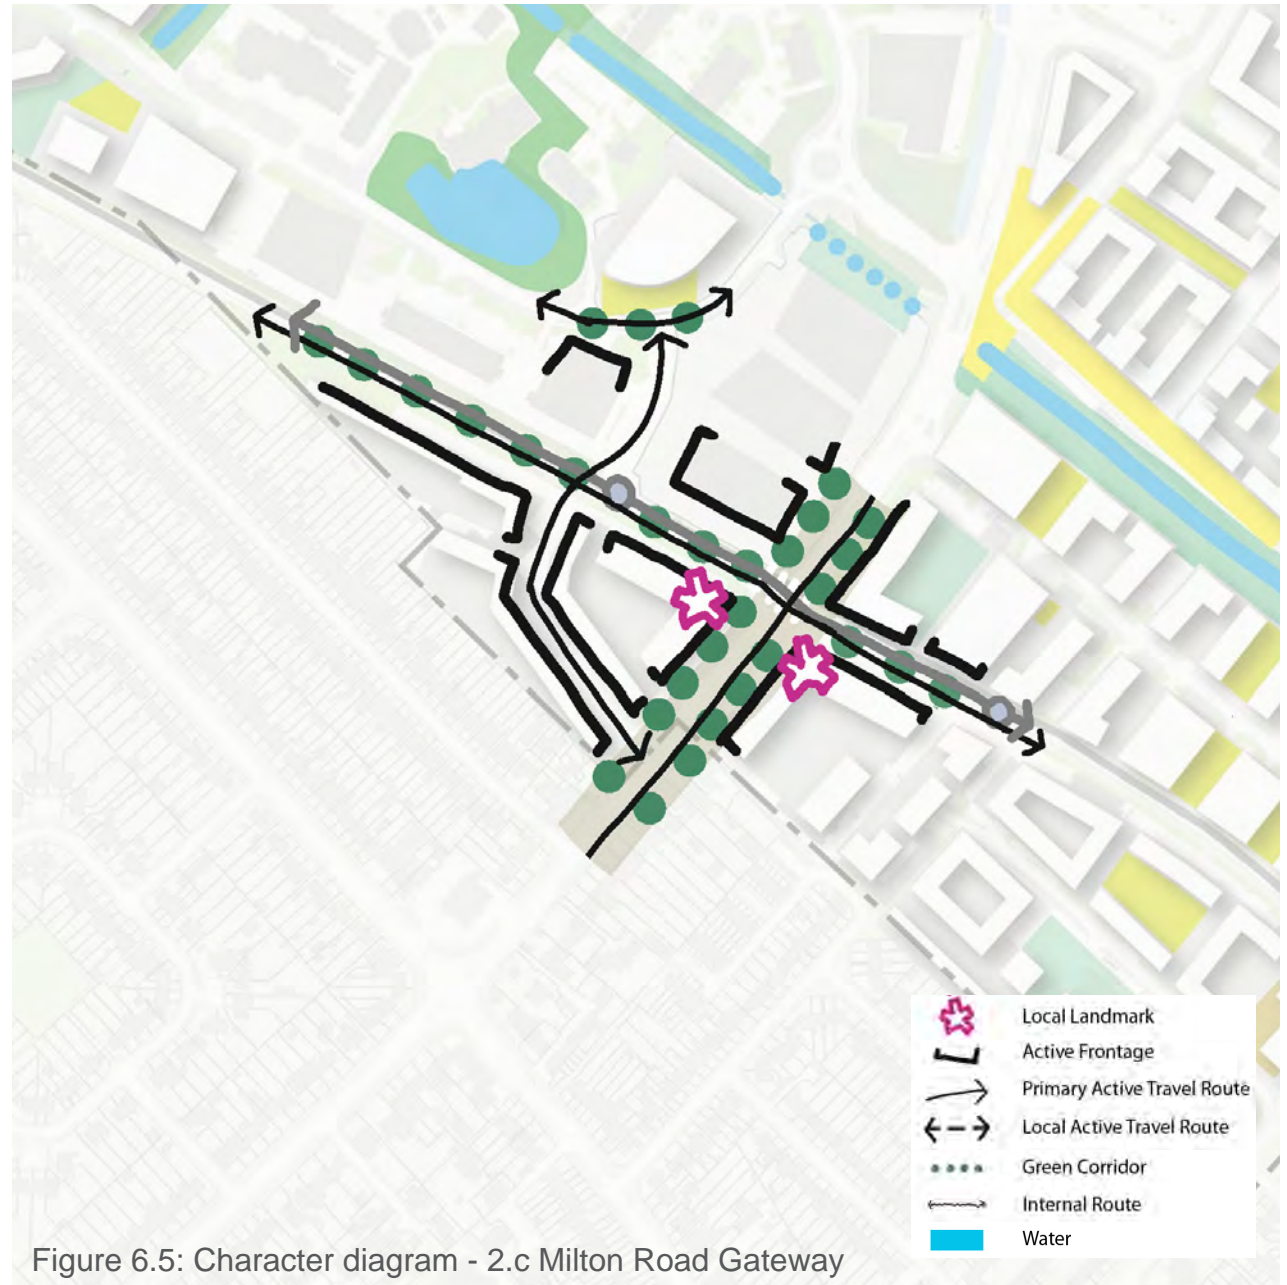 Local Landmark
Active Frontage
Primary Active Travel Route
Local Active Travel Route
Green Corridor
Internal Route
Water
Figure 6.5: Character diagram - 2.c Milton Road Gateway